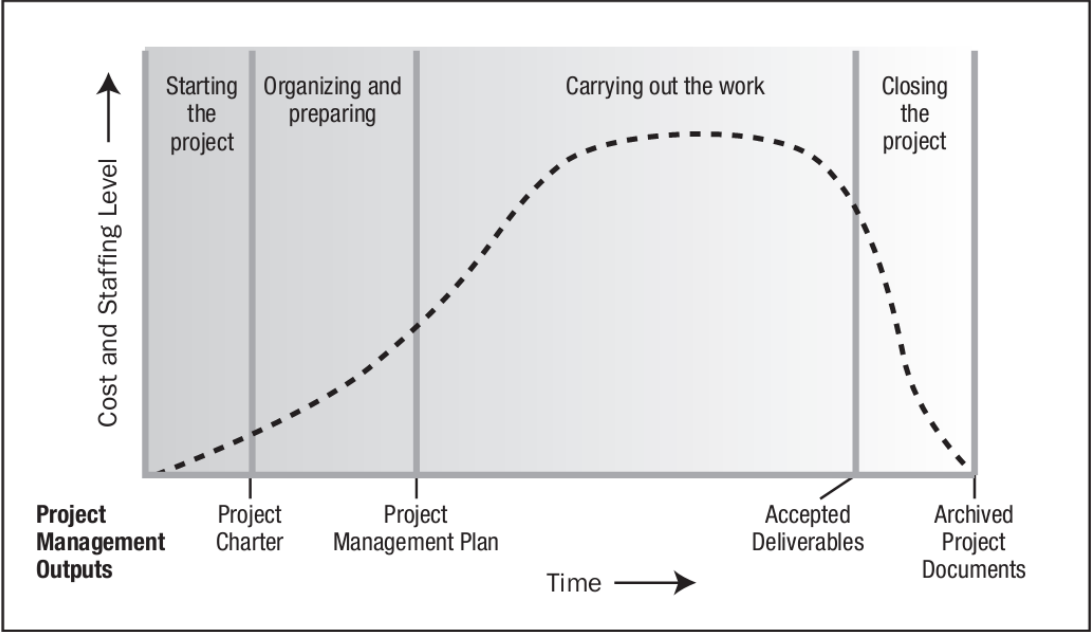 Starting
the
project
Organizing and
preparing
Carrying out the work
Closing
the
project
Cost and Staffing Level
Project
Management
Outputs
Project
Charter
Project
Management Plan
Accepted
Deliverables
Archived
Project
Documents
Time